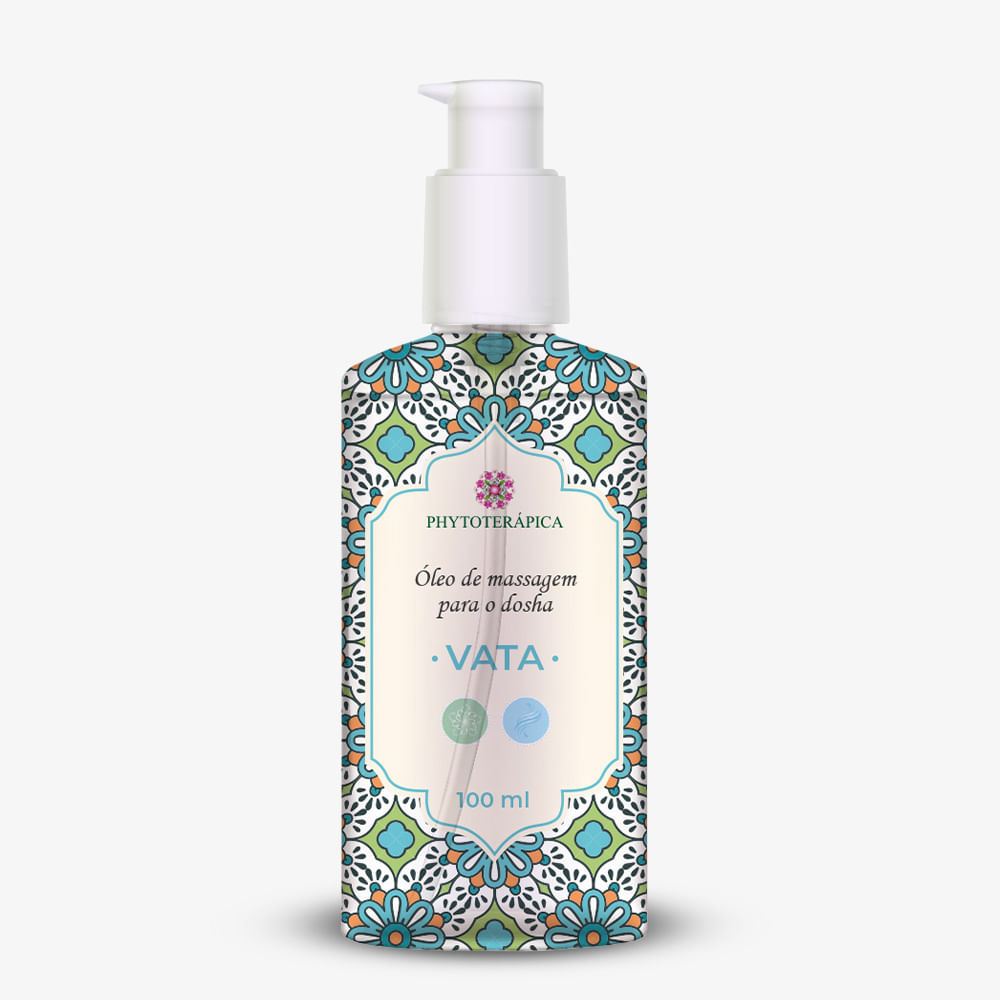 PHYTOTERÁPICA
Óleo de massagem
para o dosha
• VATA •
100 ml